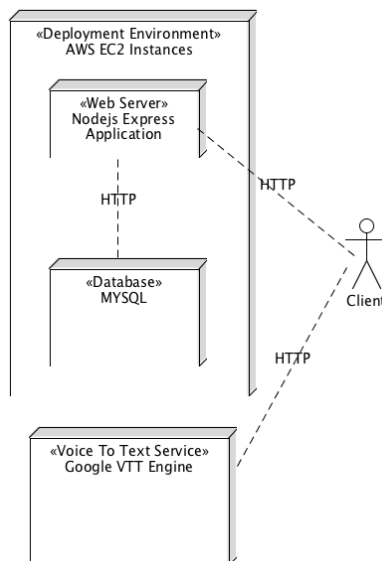 «Deployment Environment»
AWS EC2 Instances
«Web Server»
Nodejs Express
Application
HTTP
HTTP
«Database»
MYSQL
Client
HTTP
«Voice To Text Service»
Google VTT Engine